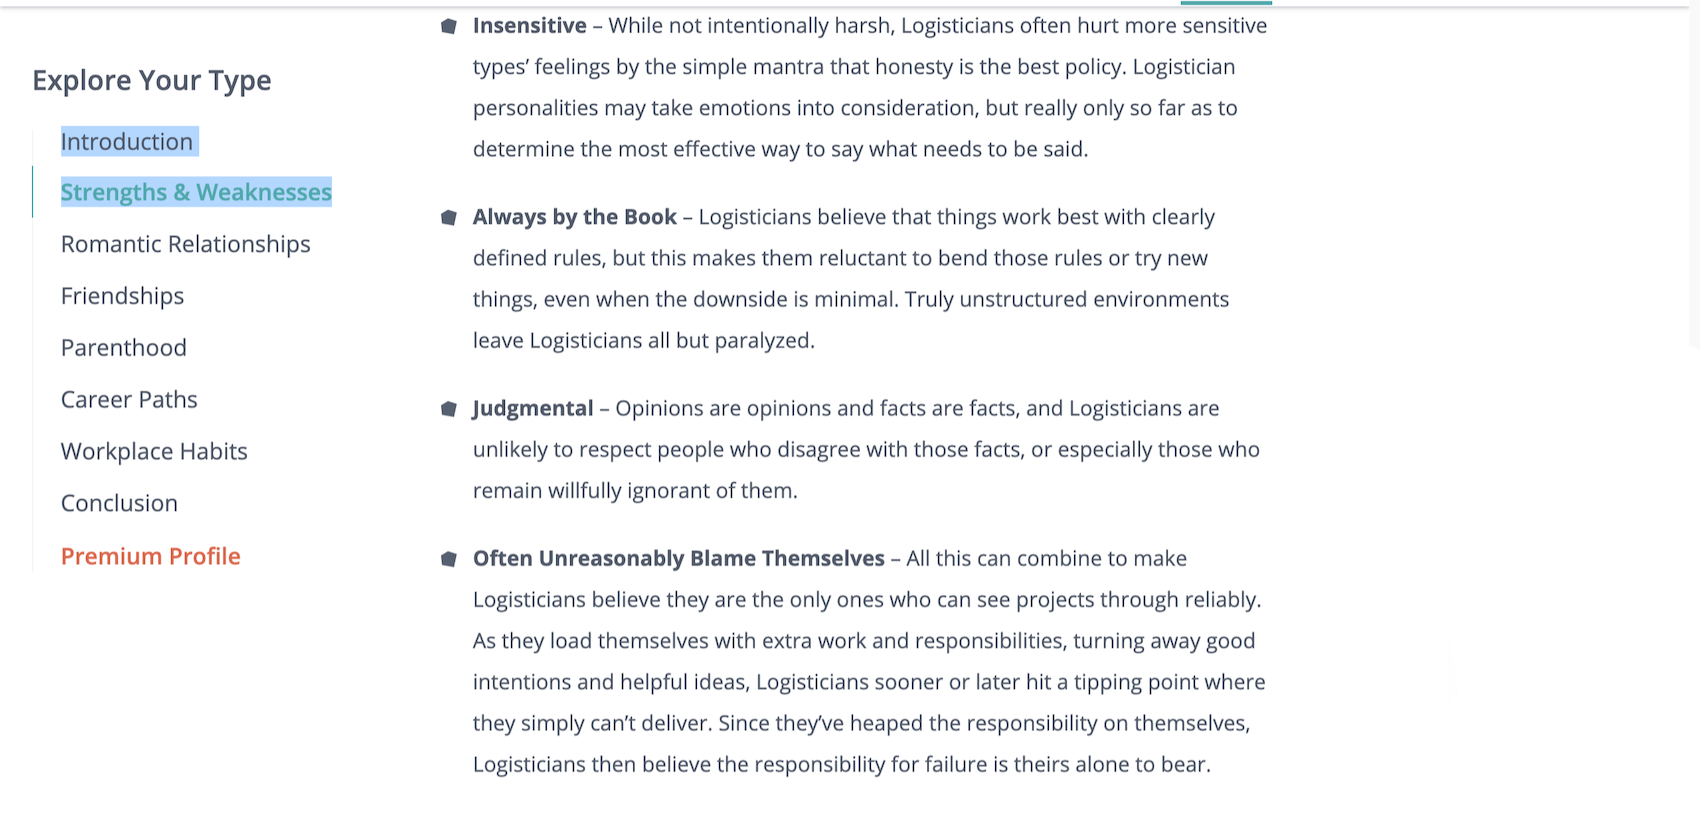 Explore Your Type
Introduction
Strengths & Weaknesses
Romantic Relationships
Friendships
Parenthood
Career Paths
Workplace Habits
Conclusion
Premium Profile
Insensitive – While not intentionally harsh, Logisticians often hurt more sensitive
types’ feelings by the simple mantra that honesty is the best policy. Logistician
personalities may take emotions into consideration, but really only so far as to
determine the most effective way to say what needs to be said.
Always by the Book – Logisticians believe that things work best with clearly
defined rules, but this makes them reluctant to bend those rules or try new
things, even when the downside is minimal. Truly unstructured environments
leave Logisticians all but paralyzed.
Judgmental – Opinions are opinions and facts are facts, and Logisticians are
unlikely to respect people who disagree with those facts, or especially those who
remain willfully ignorant of them.
Often Unreasonably Blame Themselves – All this can combine to make
Logisticians believe they are the only ones who can see projects through reliably.
As they load themselves with extra work and responsibilities, turning away good
intentions and helpful ideas, Logisticians sooner or later hit a tipping point where
they simply can’t deliver. Since they’ve heaped the responsibility on themselves,
Logisticians then believe the responsibility for failure is theirs alone to bear.